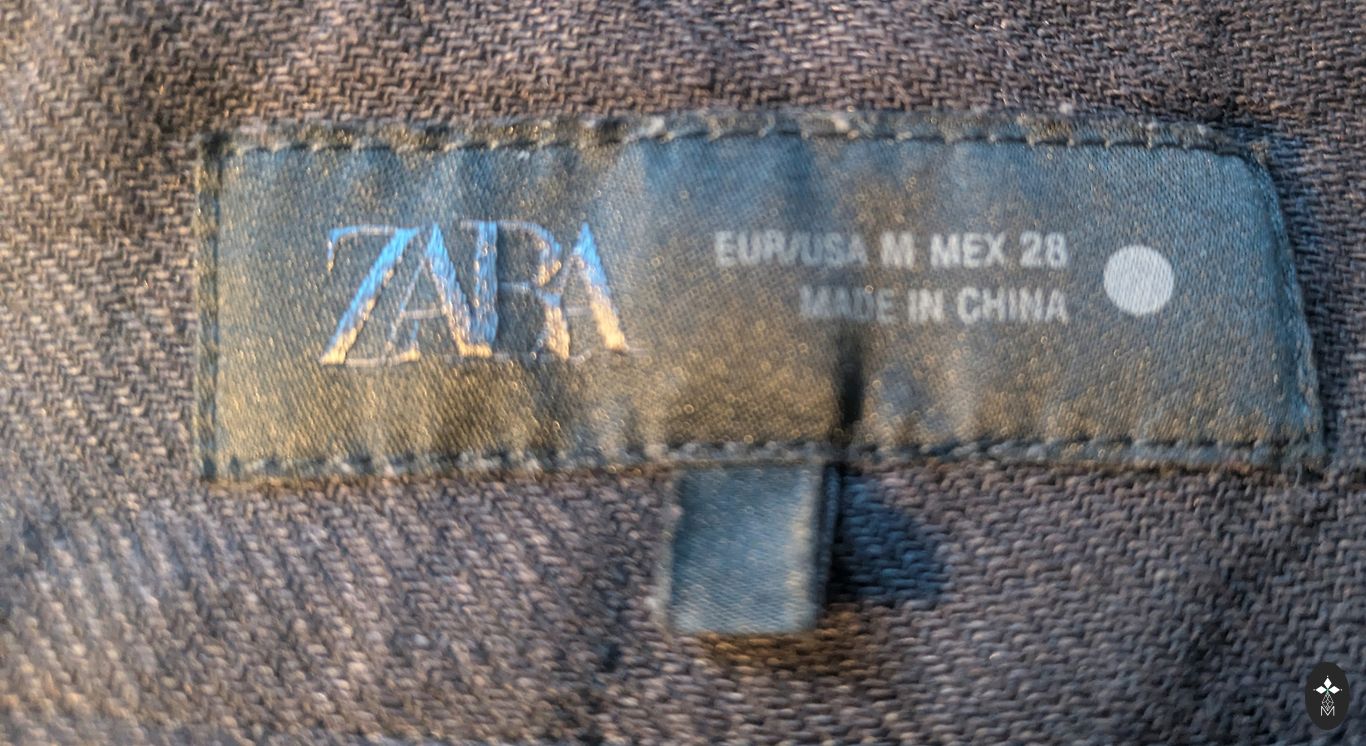 ZARA
EUR/USA M MEX 28
MADE IN CHINA
M